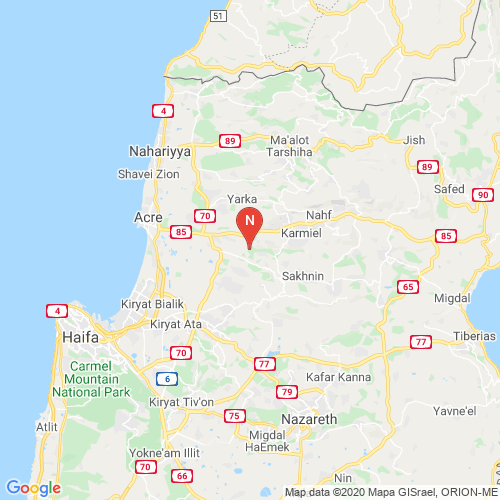 51
4
89
Ma'alot
Tarshiha
Jish
Nahariyya
Shavei Zion
89
Safed
90
Yarka
Acre
70
N
Nahf
85
Karmiel
85
Sakhnin
65
Migdal
Kiryat Bialik
4
Haifa
Kiryat Ata
Tiberias
77
70
77
Carmel
Mountain
National Park
6
Kafar Kanna
79
Kiryat Tiv'on
Yavne'el
75
Nazareth
Atlit
Migdal
HaEmek
Yokne'am Illit
70
66
Nin
Google
Map data ©2020 Mapa GISrael, ORION-ME